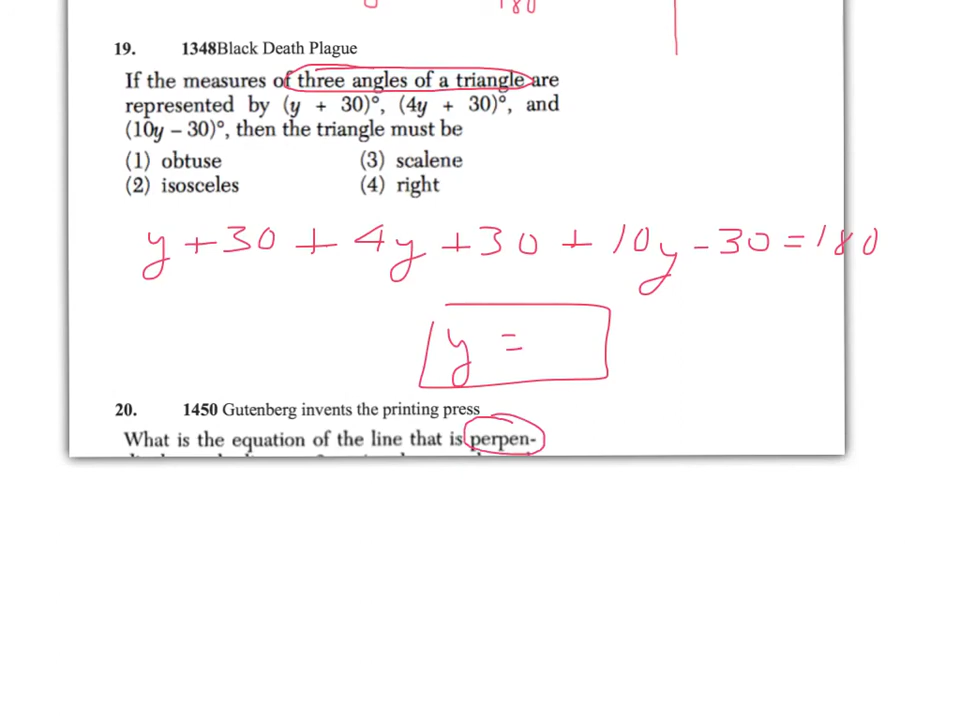 180
19. 1348Black Death Plague
If the measures of three angles of a triangle are
represented by (y + 30)°, (4y + 30)°, and
(10y – 30)°, then the triangle must be
(1) obtuse (3) scalene
(2) isosceles (4) right
y + 30 + 4y + 30 + 10y - 30 = 180
y =
20. 1450 Gutenberg invents the printing press
What is the equation of the line that is perpen-